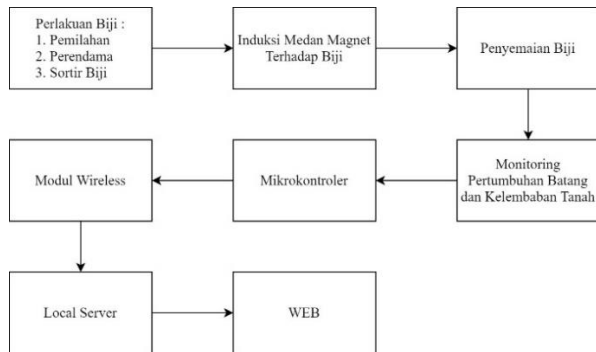 Perlakuan Biji :
1. Pemilahan
2. Perendama
3. Sortir Biji
Induksi Medan Magnet
Terhadap Biji
Penyemaian Biji
Monitoring
Pertumbuhan Batang
dan Kelembaban Tanah
Mikrokontroler
Modul Wireless
Local Server
WEB